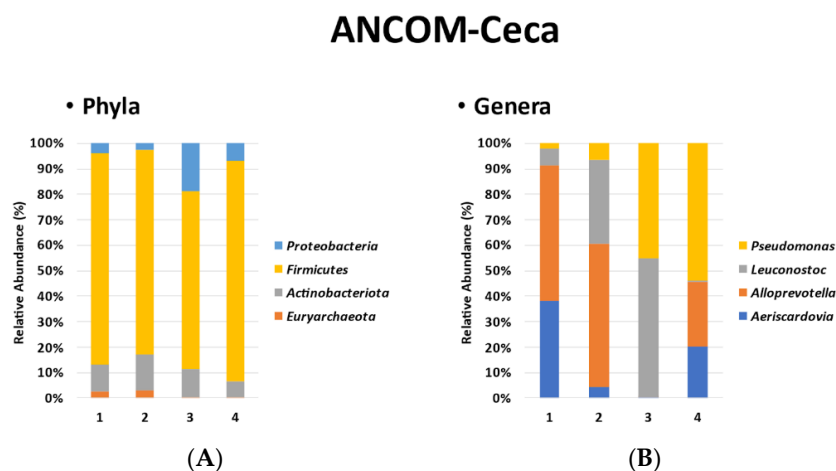 ANCOM-Ceca
• Phyla
100%
90%
80%
70%
60%
50%
40%
30%
20%
10%
0%
Relative Abundance (%)
1 2 3 4
Proteobacteria
Firmicutes
Actinobacteriota
Euryarchaeota
(A)
• Genera
100%
90%
80%
70%
60%
50%
40%
30%
20%
10%
0%
Relative Abundance (%)
1 2 3 4
Pseudomonas
Leuconostoc
Alloprevotella
Aeriscardovia
(B)